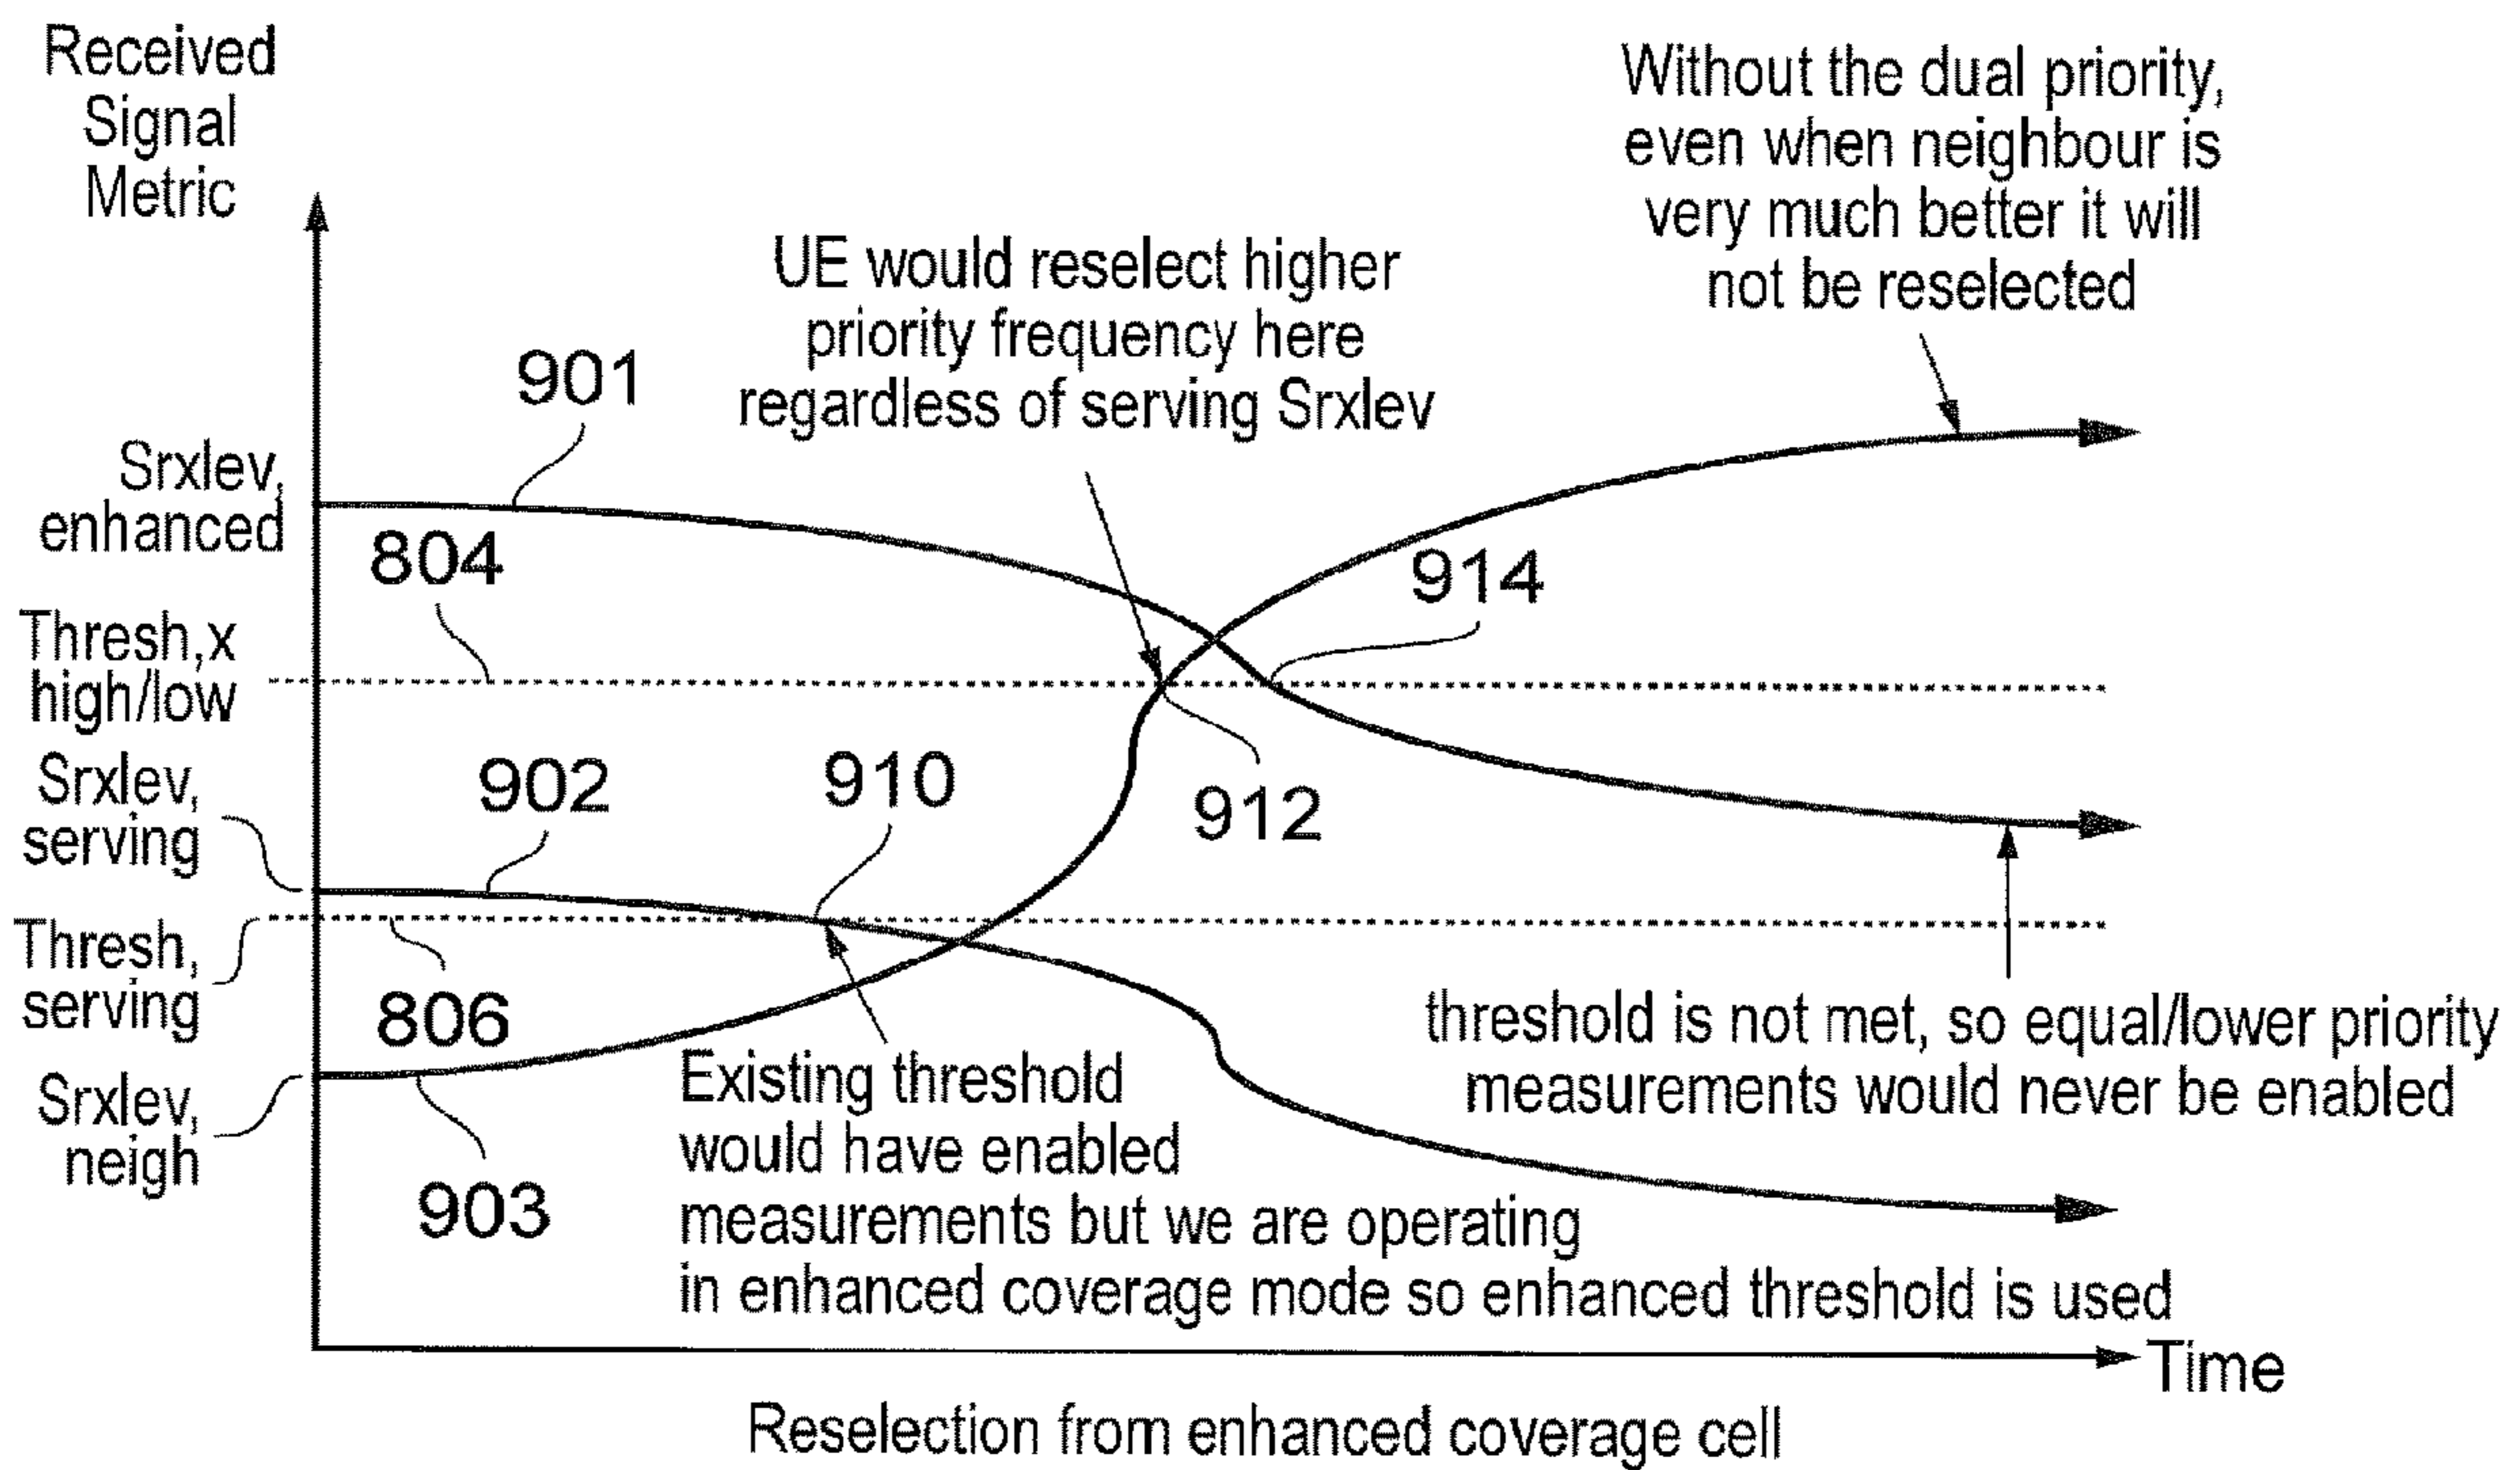 Received
Signal
Metric
Without the dual priority,
even when neighbour is
very much better it will
not be reselected
UE would reselect higher
priority frequency here
regardless of serving Srxlev
901
Srxlev,
enhanced
804
914
Thresh,x
high/low
Srxlev,
serving
902
910
912
Thresh,
serving
806
threshold is not met, so equal/lower priority
measurements would never be enabled
Srxlev,
neigh
903
Existing threshold
would have enabled
measurements but we are operating
in enhanced coverage mode so enhanced threshold is used
Time
Reselection from enhanced coverage cell